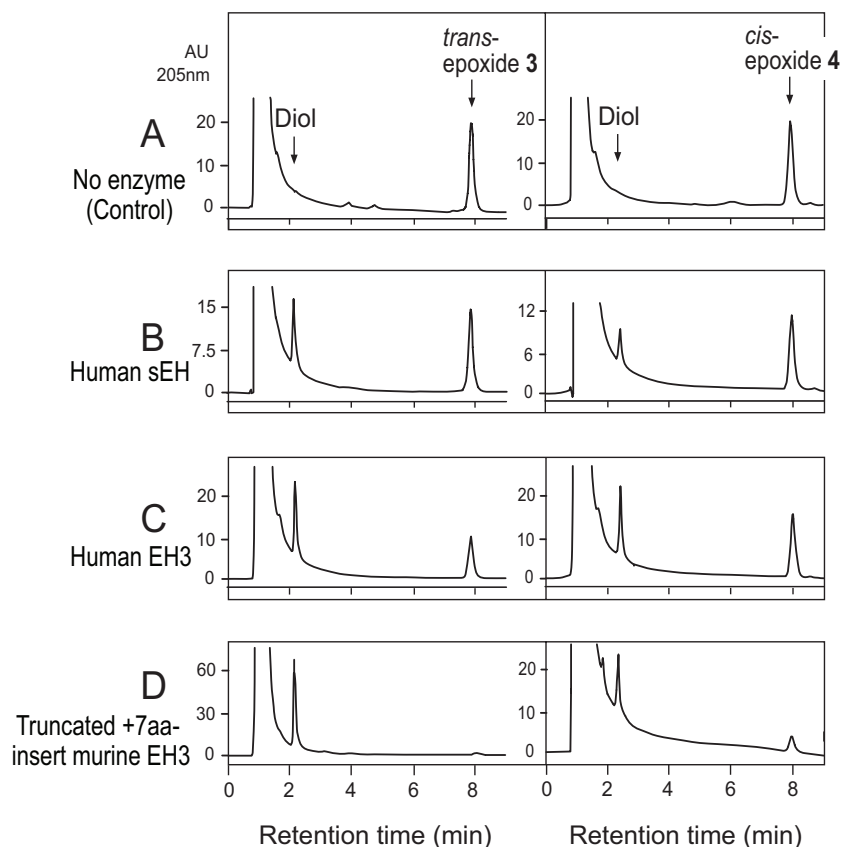 AU
205nm
trans-
epoxide 3
cis-
epoxide 4
Diol
Diol
A
No enzyme
(Control)
20
10
0
20
10
0
B
Human sEH
15
7.5
0
12
6
0
C
Human EH3
20
10
0
20
10
0
D
Truncated +7aa-
insert murine EH3
60
30
0
20
10
0
0 2 4 6 8
0 2 4 6 8
Retention time (min)
Retention time (min)